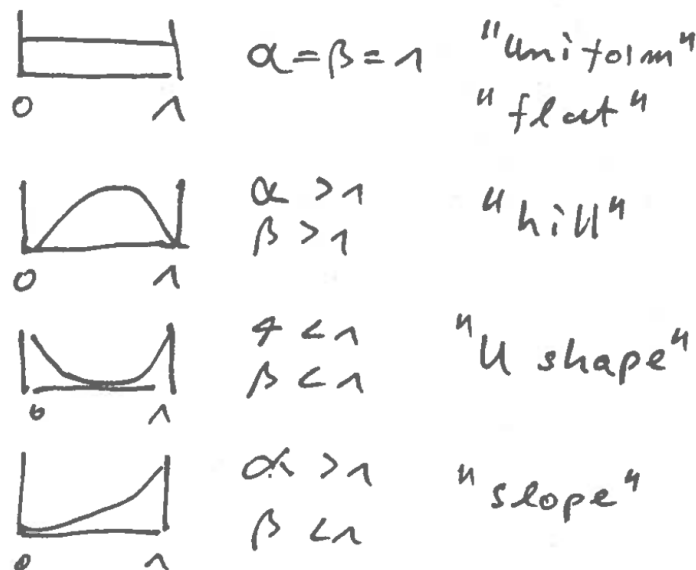 α = β = 1 "uniform"
"flat"
0 1
α > 1
β > 1 "hill"
0 1
< 1 "U shape"
β < 1
0 1
α > 1 "slope"
β < 1
0 1